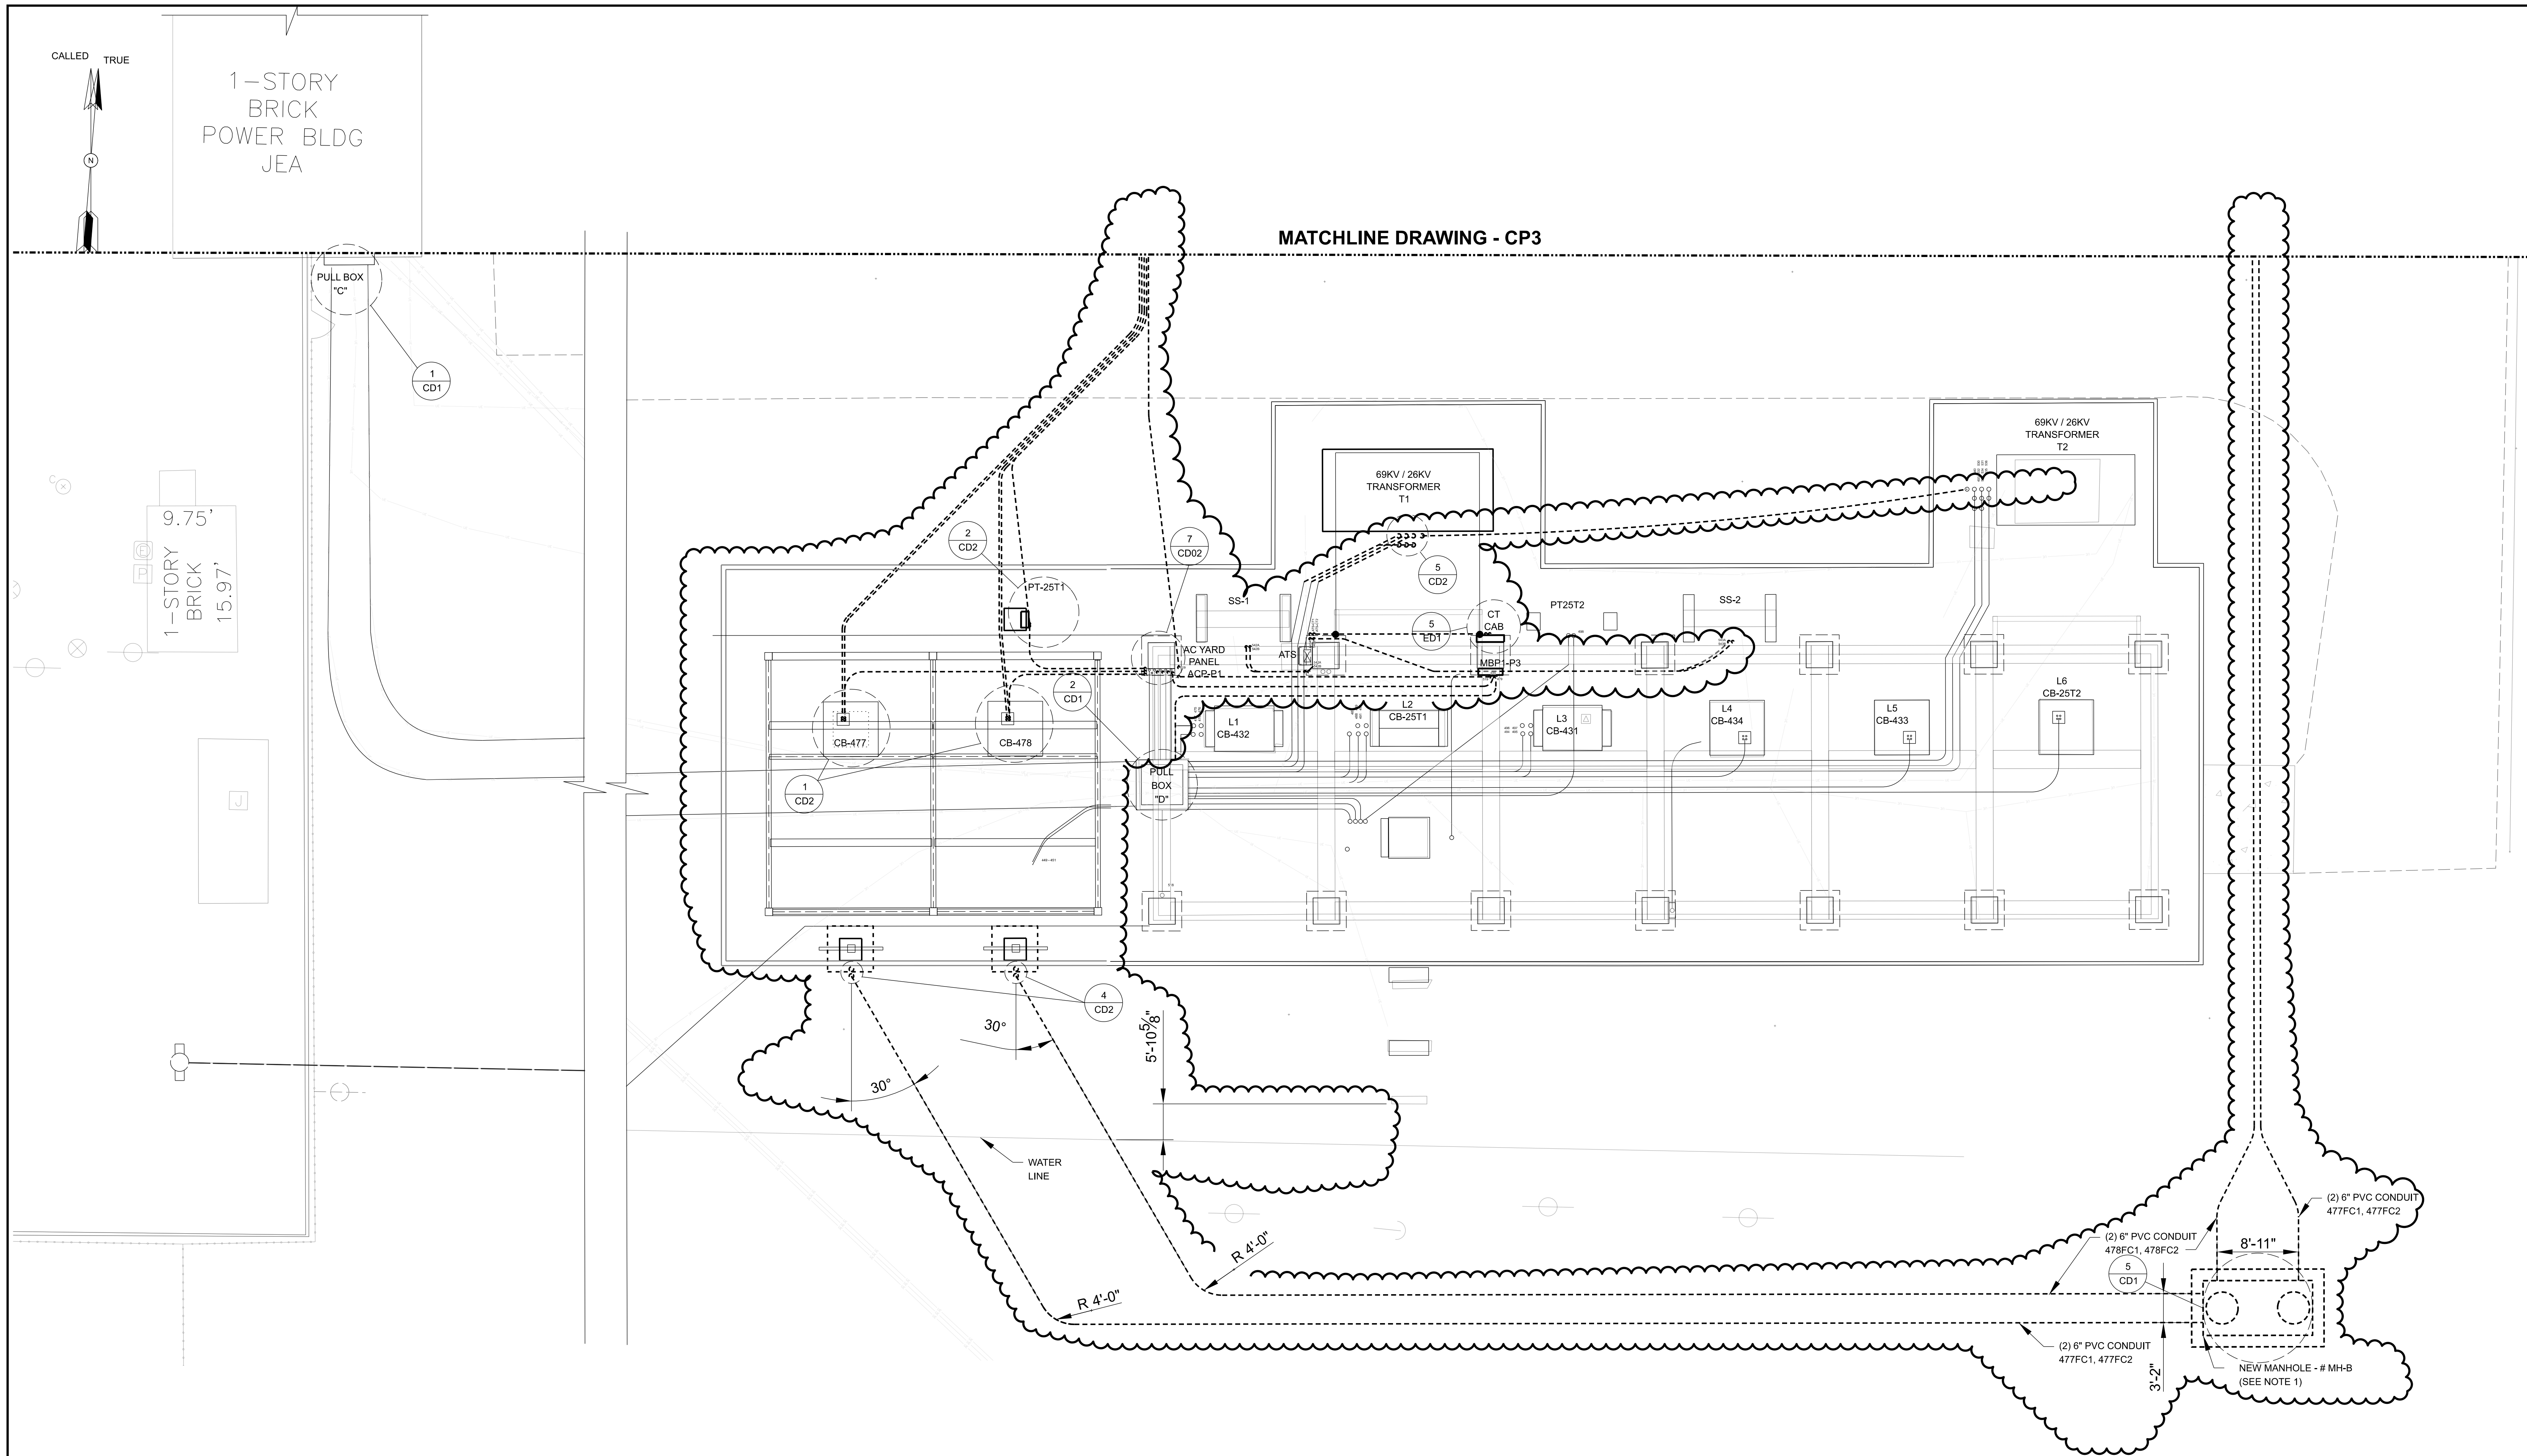 CALLED
TRUE
N
1-STORY
BRICK
POWER BLDG
JEA
MATCHLINE DRAWING - CP3
PULL BOX
"C"
1
CD1
69KV / 26KV
TRANSFORMER
T2
69KV / 26KV
TRANSFORMER
T1
C
9.75'
1-STORY
BRICK
15.97'
E
P
J
2
CD2
7
CD02
5
CD2
PT-25T1
SS-1
CT
CAB
5
ED1
PT25T2
SS-2
AC YARD
PANEL
ACP-P1
ATS
MBP1-P3
2
CD1
CB-477
CB-478
L1
CB-432
L2
CB-25T1
L3
CB-431
L4
CB-434
L5
CB-433
L6
CB-25T2
1
CD2
PULL
BOX
"D"
4
CD2
30°
30°
5'-10 5/8"
WATER
LINE
R 4'-0"
R 4'-0"
(2) 6" PVC CONDUIT
477FC1, 477FC2
(2) 6" PVC CONDUIT
478FC1, 478FC2
8'-11"
5
CD1
(2) 6" PVC CONDUIT
477FC1, 477FC2
3'-2"
NEW MANHOLE - # MH-B
(SEE NOTE 1)